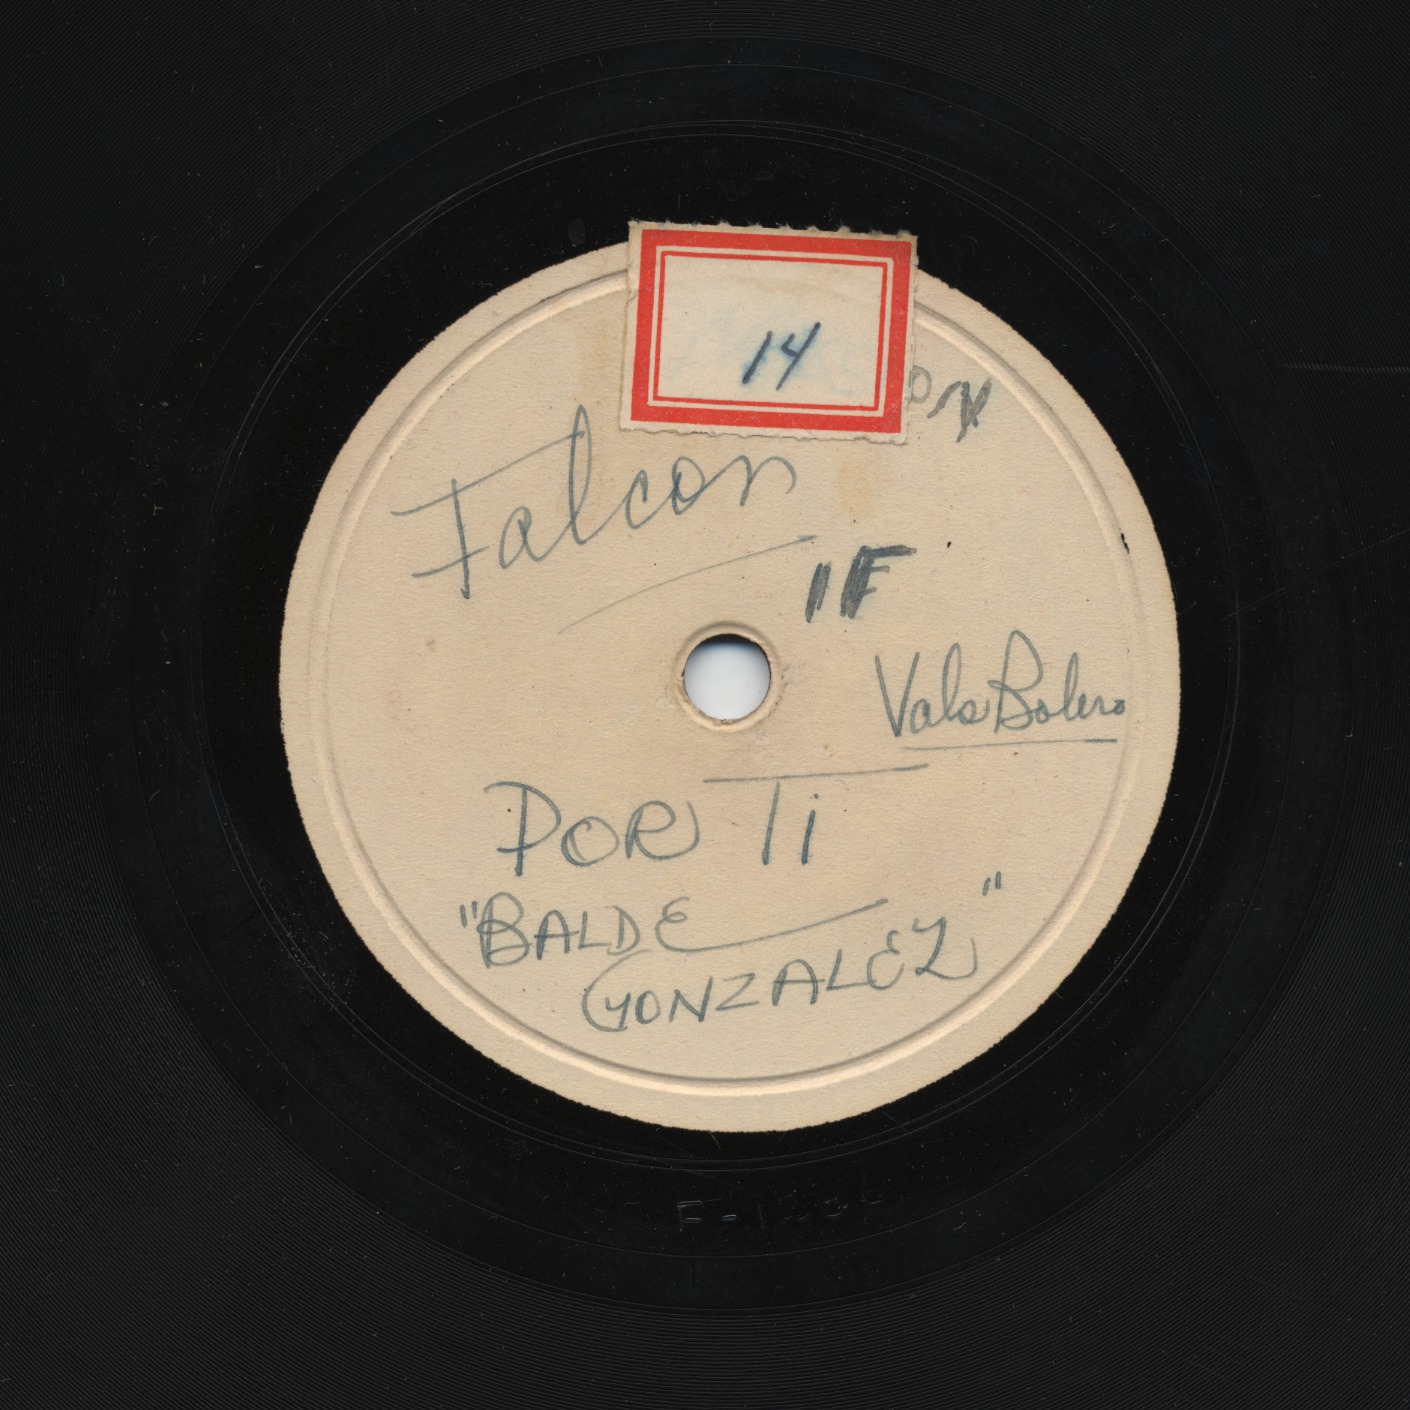 14
Falcon
1F
Vals Bolero
POR Ti
"BALDE
GONZALEZ"